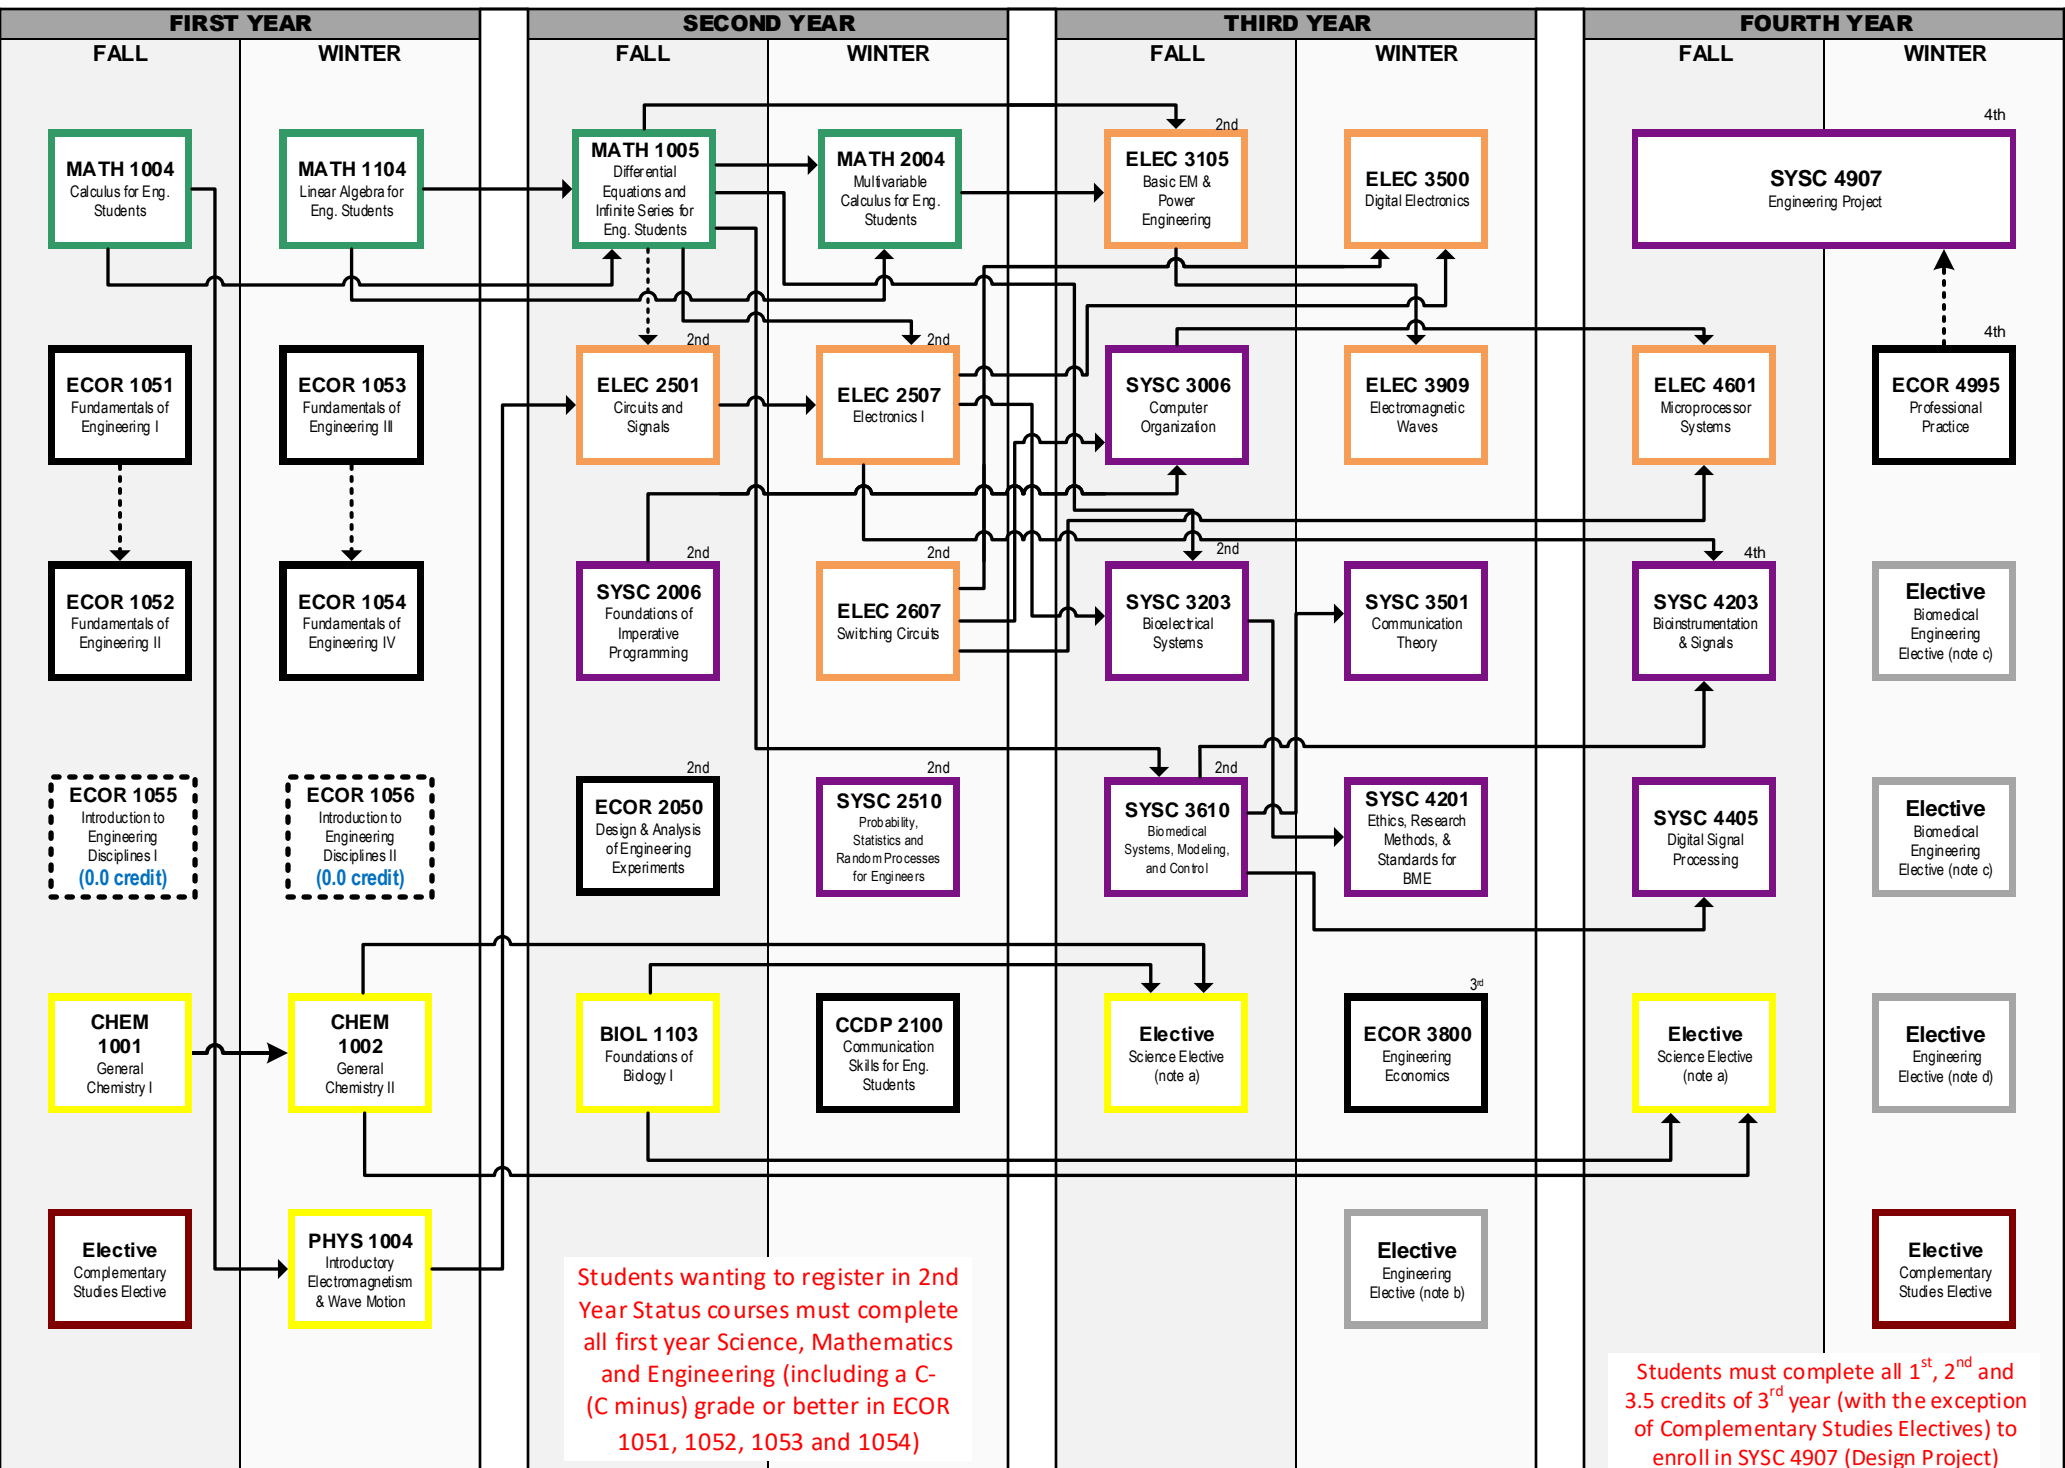 FIRST YEAR
SECOND YEAR
THIRD YEAR
FOURTH YEAR
FALL
WINTER
FALL
WINTER
FALL
WINTER
FALL
WINTER
MATH 1004
Calculus for Eng.
Students
MATH 1104
Linear Algebra for
Eng. Students
MATH 1005
Differential
Equations and
Infinite Series for
Eng. Students
MATH 2004
Multivariable
Calculus for Eng.
Students
2nd
ELEC 3105
Basic EM &
Power
Engineering
ELEC 3500
Digital Electronics
4th
SYSC 4907
Engineering Project
ECOR 1051
Fundamentals of
Engineering I
ECOR 1053
Fundamentals of
Engineering III
2nd
ELEC 2501
Circuits and
Signals
2nd
ELEC 2507
Electronics I
SYSC 3006
Computer
Organization
ELEC 3909
Electromagnetic
Waves
ELEC 4601
Microprocessor
Systems
4th
ECOR 4995
Professional
Practice
ECOR 1052
Fundamentals of
Engineering II
ECOR 1054
Fundamentals of
Engineering IV
2nd
SYSC 2006
Foundations of
Imperative
Programming
2nd
ELEC 2607
Switching Circuits
2nd
SYSC 3203
Bioelectrical
Systems
SYSC 3501
Communication
Theory
4th
SYSC 4203
Bioinstrumentation
& Signals
Elective
Biomedical
Engineering
Elective (note c)
ECOR 1055
Introduction to
Engineering
Disciplines I
(0.0 credit)
ECOR 1056
Introduction to
Engineering
Disciplines II
(0.0 credit)
2nd
ECOR 2050
Design & Analysis
of Engineering
Experiments
2nd
SYSC 2510
Probability,
Statistics and
Random Processes
for Engineers
2nd
SYSC 3610
Biomedical
Systems, Modeling,
and Control
SYSC 4201
Ethics, Research
Methods, &
Standards for
BME
SYSC 4405
Digital Signal
Processing
Elective
Biomedical
Engineering
Elective (note c)
CHEM
1001
General
Chemistry I
CHEM
1002
General
Chemistry II
BIOL 1103
Foundations of
Biology I
CCDP 2100
Communication
Skills for Eng.
Students
Elective
Science Elective
(note a)
3rd
ECOR 3800
Engineering
Economics
Elective
Science Elective
(note a)
Elective
Engineering
Elective (note d)
Elective
Complementary
Studies Elective
PHYS 1004
Introductory
Electromagnetism
& Wave Motion
Students wanting to register in 2nd
Year Status courses must complete
all first year Science, Mathematics
and Engineering (including a C-
(C minus) grade or better in ECOR
1051, 1052, 1053 and 1054)
Elective
Engineering
Elective (note b)
Elective
Complementary
Studies Elective
Students must complete all 1st, 2nd and
3.5 credits of 3rd year (with the exception
of Complementary Studies Electives) to
enroll in SYSC 4907 (Design Project)